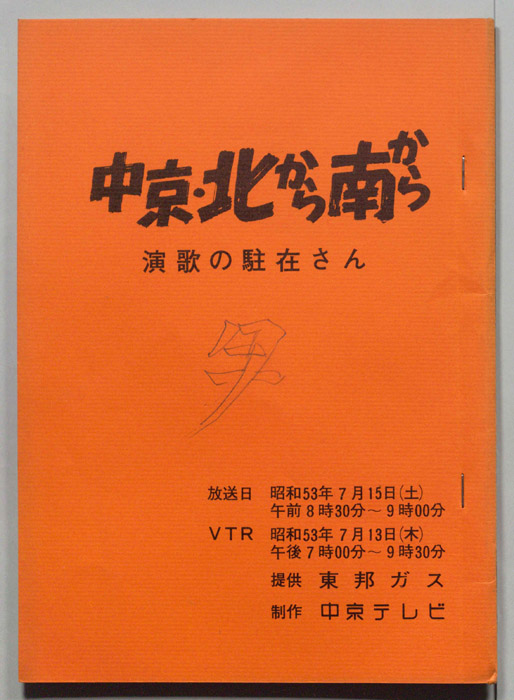 中京・北から南から
演歌の駐在さん
放送日 昭和53年7月15日(土)
午前8時30分～9時00分
VTR 昭和53年7月13日(木)
午後7時00分～9時30分
提供 東邦ガス
制作 中京テレビ